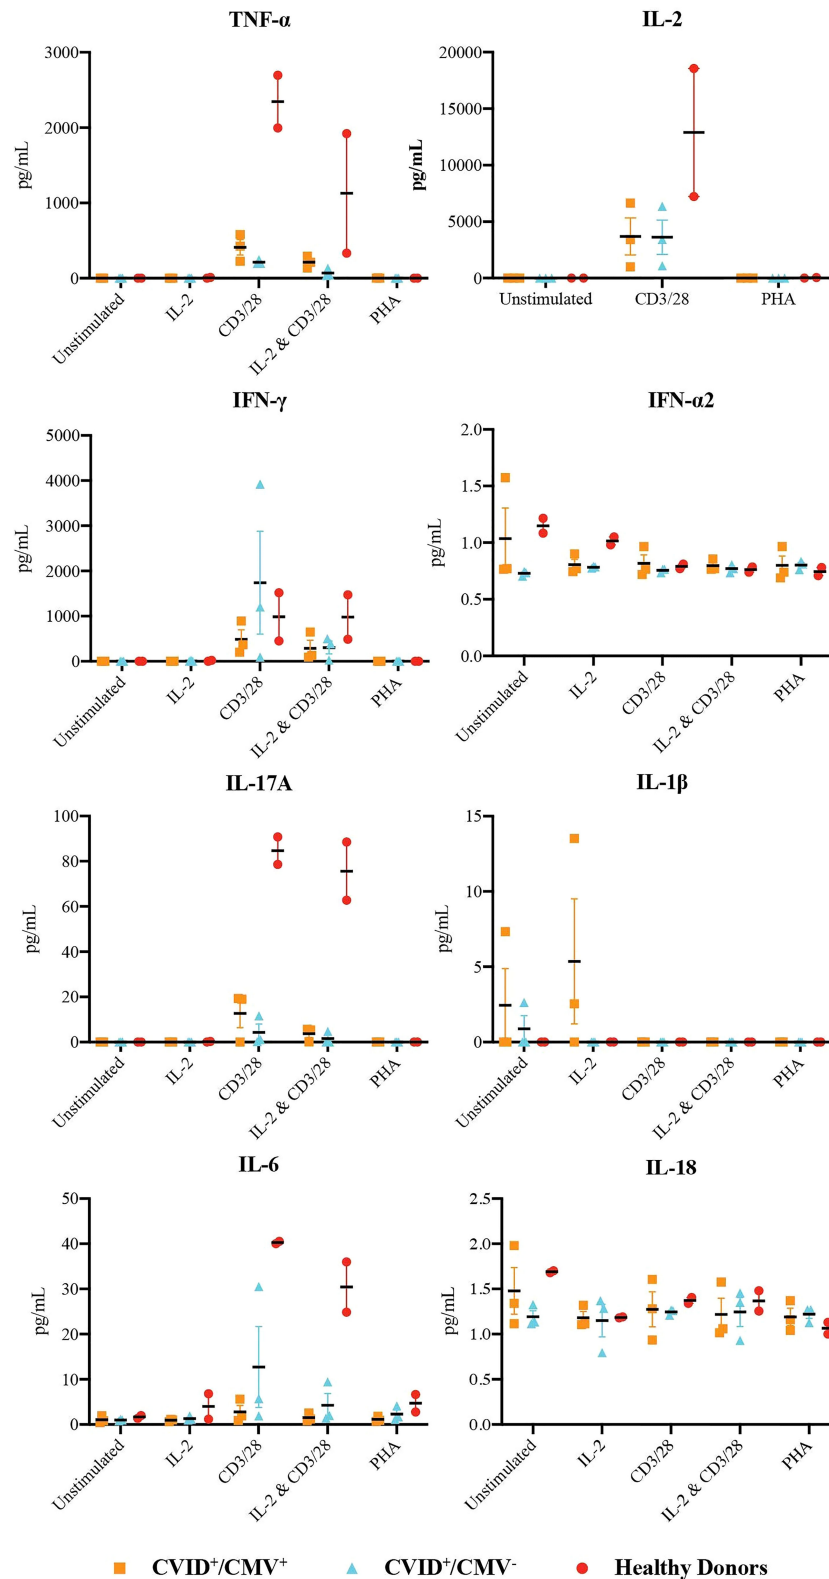 TNF-α
3000
2000
1000
0
pg/mL
Unstimulated
IL-2
CD3/28
IL-2 & CD3/28
PHA
IL-2
20000
15000
10000
5000
0
pg/mL
Unstimulated
CD3/28
PHA
IFN-γ
5000
4000
3000
2000
1000
0
pg/mL
Unstimulated
IL-2
CD3/28
IL-2 & CD3/28
PHA
IFN-α2
2.0
1.5
1.0
0.5
0.0
pg/mL
Unstimulated
IL-2
CD3/28
IL-2 & CD3/28
PHA
IL-17A
100
80
60
40
20
0
pg/mL
Unstimulated
IL-2
CD3/28
IL-2 & CD3/28
PHA
IL-1β
15
10
5
0
pg/mL
Unstimulated
IL-2
CD3/28
IL-2 & CD3/28
PHA
IL-6
50
40
30
20
10
0
pg/mL
Unstimulated
IL-2
CD3/28
IL-2 & CD3/28
PHA
IL-18
2.5
2.0
1.5
1.0
0.5
0.0
pg/mL
Unstimulated
IL-2
CD3/28
IL-2 & CD3/28
PHA
CVID⁺/CMV⁺
CVID⁺/CMV⁻
Healthy Donors